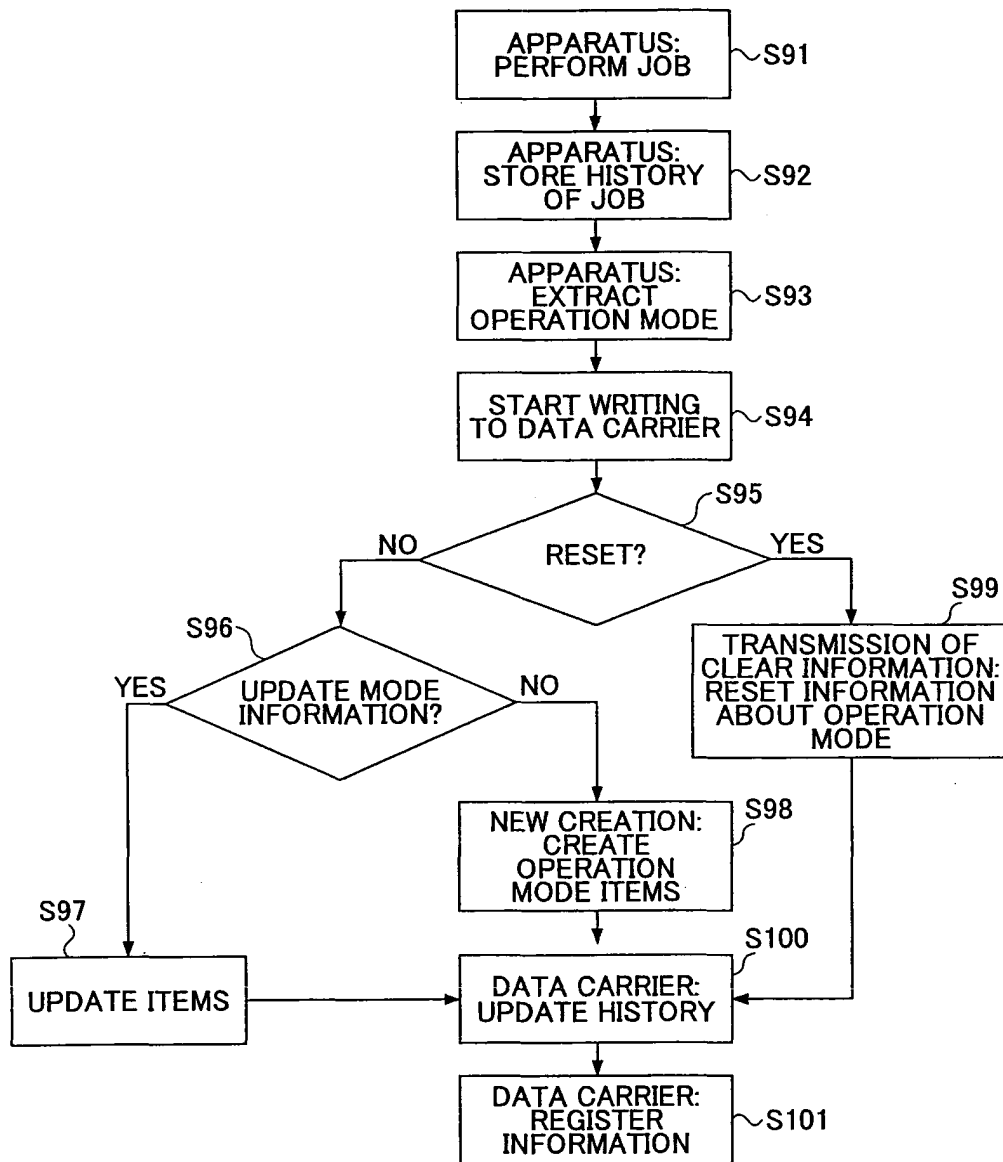 APPARATUS:
PERFORM JOB
S91
APPARATUS:
STORE HISTORY
OF JOB
S92
APPARATUS:
EXTRACT
OPERATION MODE
S93
START WRITING
TO DATA CARRIER
S94
S95
RESET?
NO
YES
S96
UPDATE MODE
INFORMATION?
YES
NO
S99
TRANSMISSION OF
CLEAR INFORMATION:
RESET INFORMATION
ABOUT OPERATION
MODE
NEW CREATION:
CREATE
OPERATION
MODE ITEMS
S98
S97
UPDATE ITEMS
S100
DATA CARRIER:
UPDATE HISTORY
DATA CARRIER:
REGISTER
INFORMATION
S101